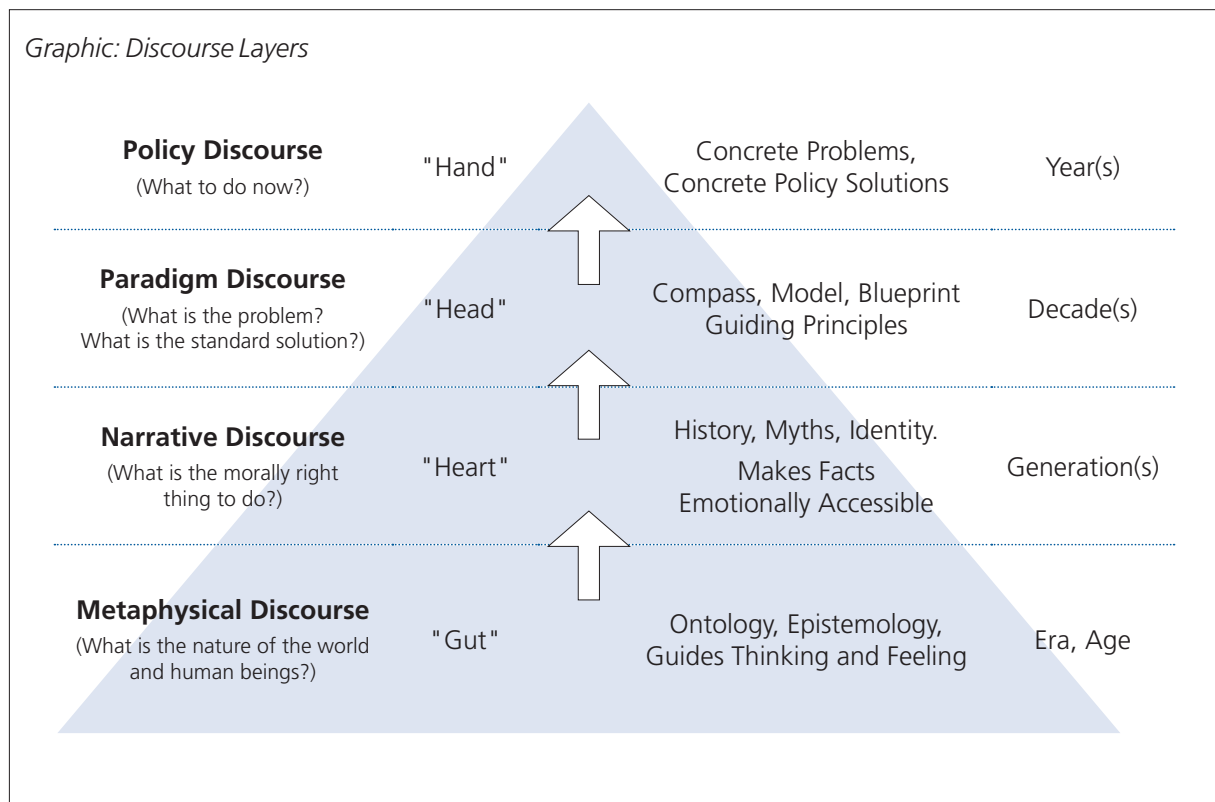 Graphic: Discourse Layers
Policy Discourse
(What to do now?)
"Hand"
Concrete Problems,
Concrete Policy Solutions
Year(s)
Paradigm Discourse
(What is the problem?
What is the standard solution?)
"Head"
Compass, Model, Blueprint
Guiding Principles
Decade(s)
Narrative Discourse
(What is the morally right
thing to do?)
"Heart"
History, Myths, Identity.
Makes Facts
Emotionally Accessible
Generation(s)
Metaphysical Discourse
(What is the nature of the world
and human beings?)
"Gut"
Ontology, Epistemology,
Guides Thinking and Feeling
Era, Age